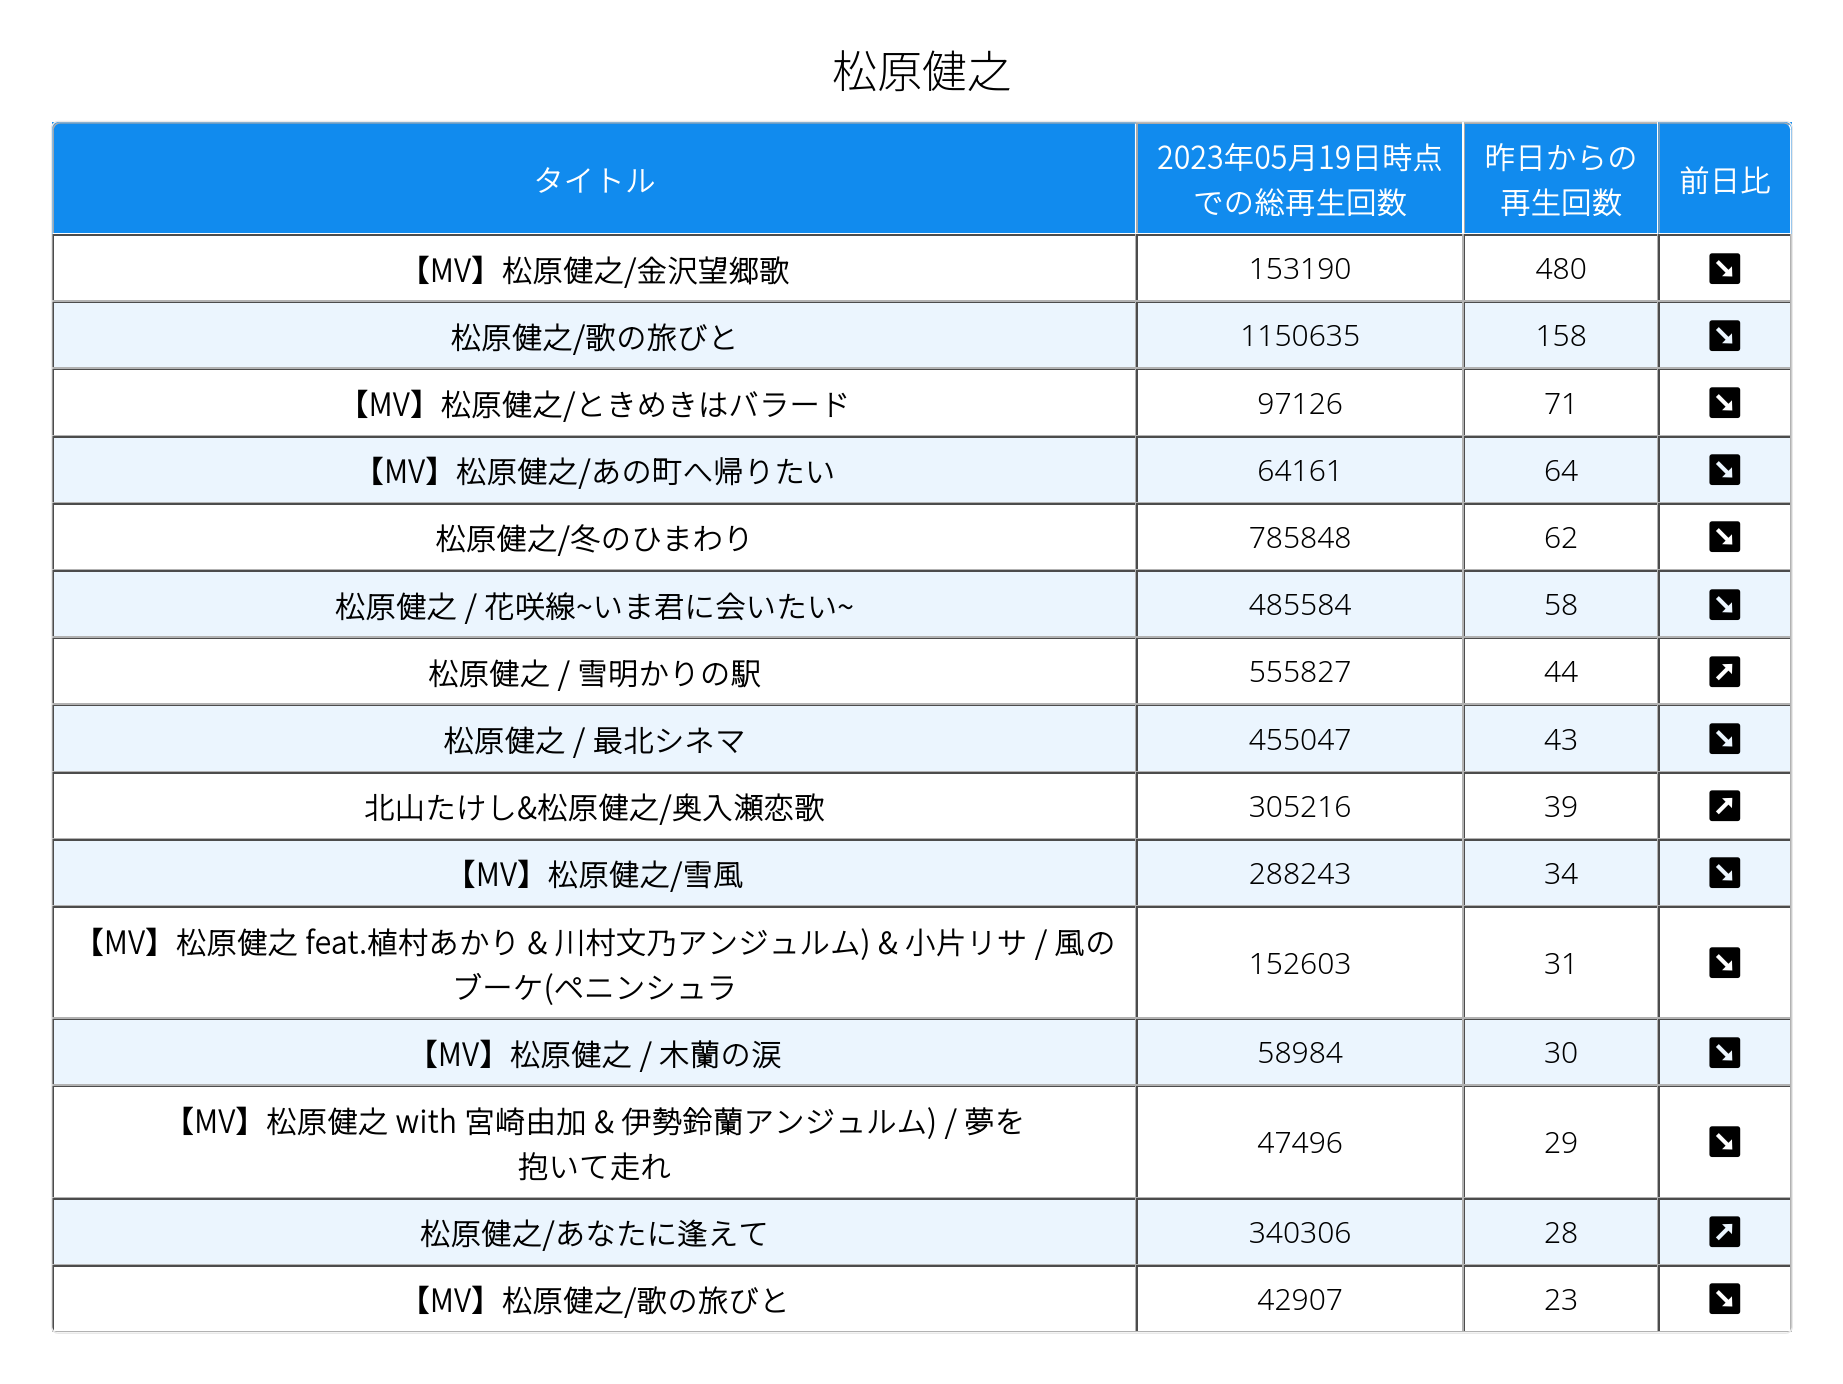 松原健之
タイトル
2023年05月19日時点
での総再生回数
昨日からの
再生回数
前日比
【MV】松原健之/金沢望郷歌 153190 480
松原健之/歌の旅びと 1150635 158
【MV】松原健之/ときめきはバラード 97126 71
【MV】松原健之/あの町へ帰りたい 64161 64
松原健之/冬のひまわり 785848 62
松原健之 / 花咲線~いま君に会いたい~ 485584 58
松原健之 / 雪明かりの駅 555827 44
松原健之 / 最北シネマ 455047 43
北山たけし&松原健之/奥入瀬恋歌 305216 39
【MV】松原健之/雪風 288243 34
【MV】松原健之 feat.植村あかり & 川村文乃アンジュルム) & 小片リサ / 風の
ブーケ(ペニンシュラ 152603 31
【MV】松原健之 / 木蘭の涙 58984 30
【MV】松原健之 with 宮崎由加 & 伊勢鈴蘭アンジュルム) / 夢を
抱いて走れ 47496 29
松原健之/あなたに逢えて 340306 28
【MV】松原健之/歌の旅びと 42907 23